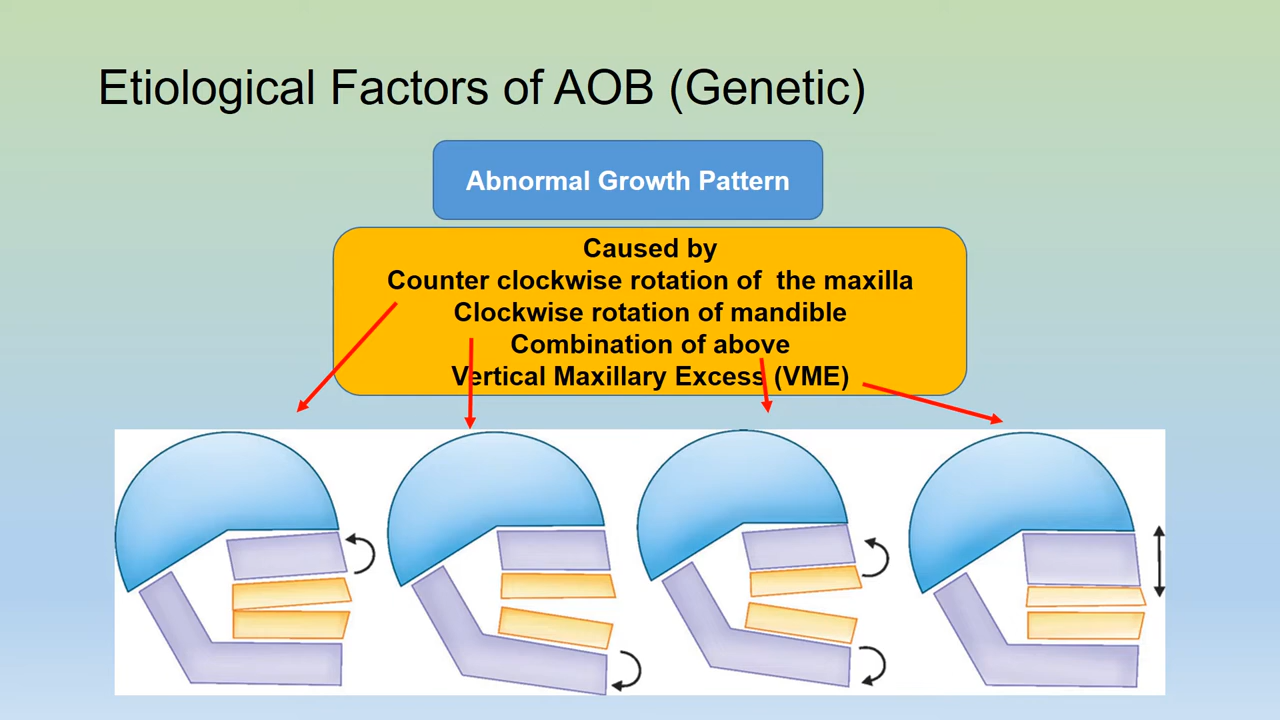 Etiological Factors of AOB (Genetic)
Abnormal Growth Pattern
Caused by
Counter clockwise rotation of  the maxilla
Clockwise rotation of mandible
Combination of above
Vertical Maxillary Excess (VME)